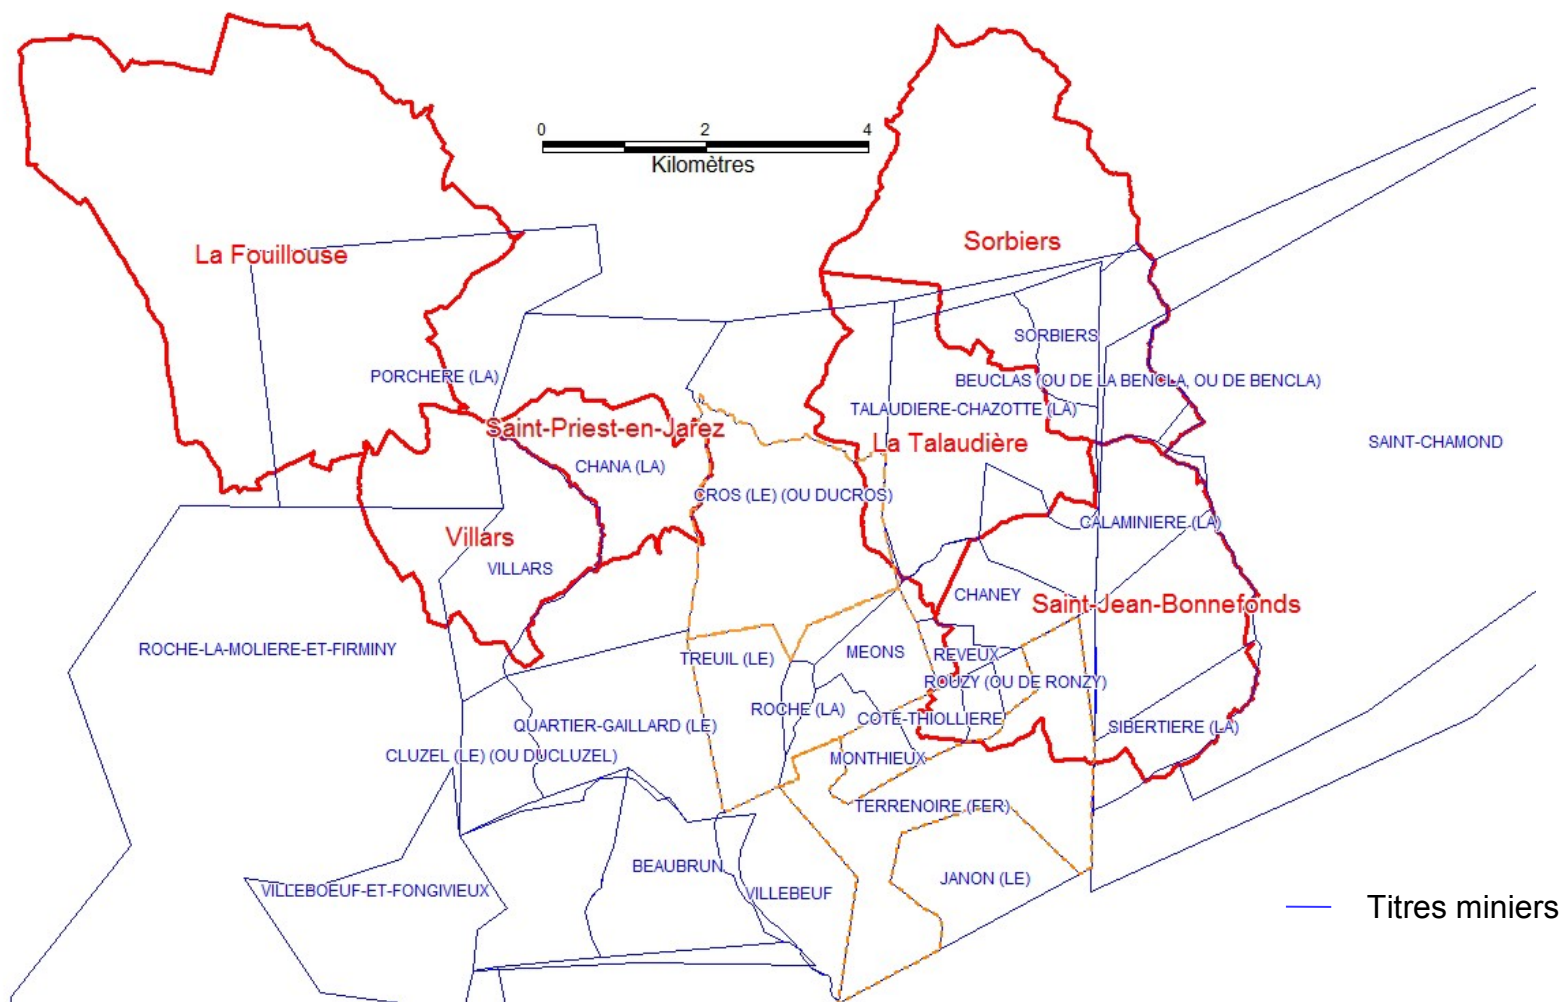 0 2 4
Kilomètres
La Fouillouse
Sorbiers
SORBIERS
PORCHERE (LA)
BEUCLAS (OU DE LA BENCLA, OU DE BENCLA)
TALAUDIERE-CHAZOTTE (LA)
Saint-Priest-en-Jarez
La Talaudière
SAINT-CHAMOND
CHANA (LA)
CROS (LE) (OU DUCROS)
CALAMINIERE (LA)
Villars
VILLARS
CHANEY
Saint-Jean-Bonnefonds
ROCHE-LA-MOLIERE-ET-FIRMINY
TREUIL (LE)
MEONS
REVEUX
ROUZY (OU DE RONZY)
ROCHE (LA)
COTE-THIOLLIERE
QUARTIER-GAILLARD (LE)
SIBERTIERE (LA)
CLUZEL (LE) (OU DUCLUZEL)
MONTHIEUX
TERRENOIRE (FER)
BEAUBRUN
JANON (LE)
VILLEBOEUF-ET-FONGIVIEUX
VILLEBEUF
Titres miniers